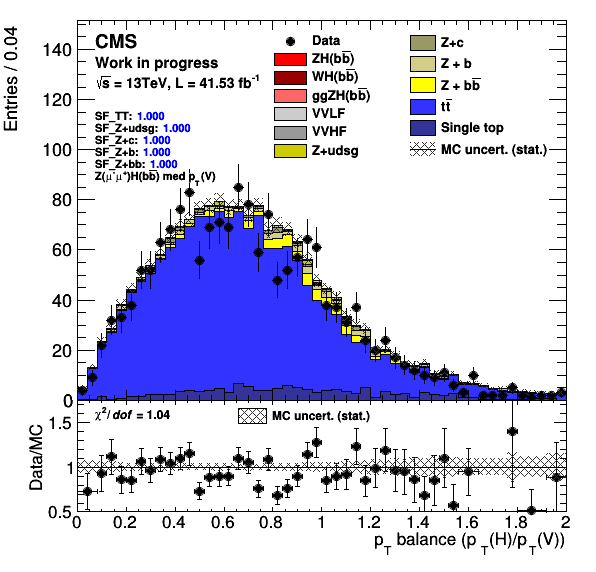 Entries / 0.04
140
120
100
80
60
40
20
0
CMS
Work in progress
√s = 13TeV, L = 41.53 fb⁻¹
SF_TT: 1.000
SF_Z+udsg: 1.000
SF_Z+c: 1.000
SF_Z+b: 1.000
SF_Z+bb: 1.000
Z(μ⁻μ⁺)H(bb̅) med p_T(V)
Data
ZH(bb̅)
WH(bb̅)
ggZH(bb̅)
VVLF
VVHF
Z+udsg
Z+c
Z + b
Z + bb̅
tt̅
Single top
MC uncert. (stat.)
Data/MC
1.5
1
0.5
χ²/ dof = 1.04
MC uncert. (stat.)
0 0.2 0.4 0.6 0.8 1 1.2 1.4 1.6 1.8 2
p_T balance (p_T(H)/p_T(V))